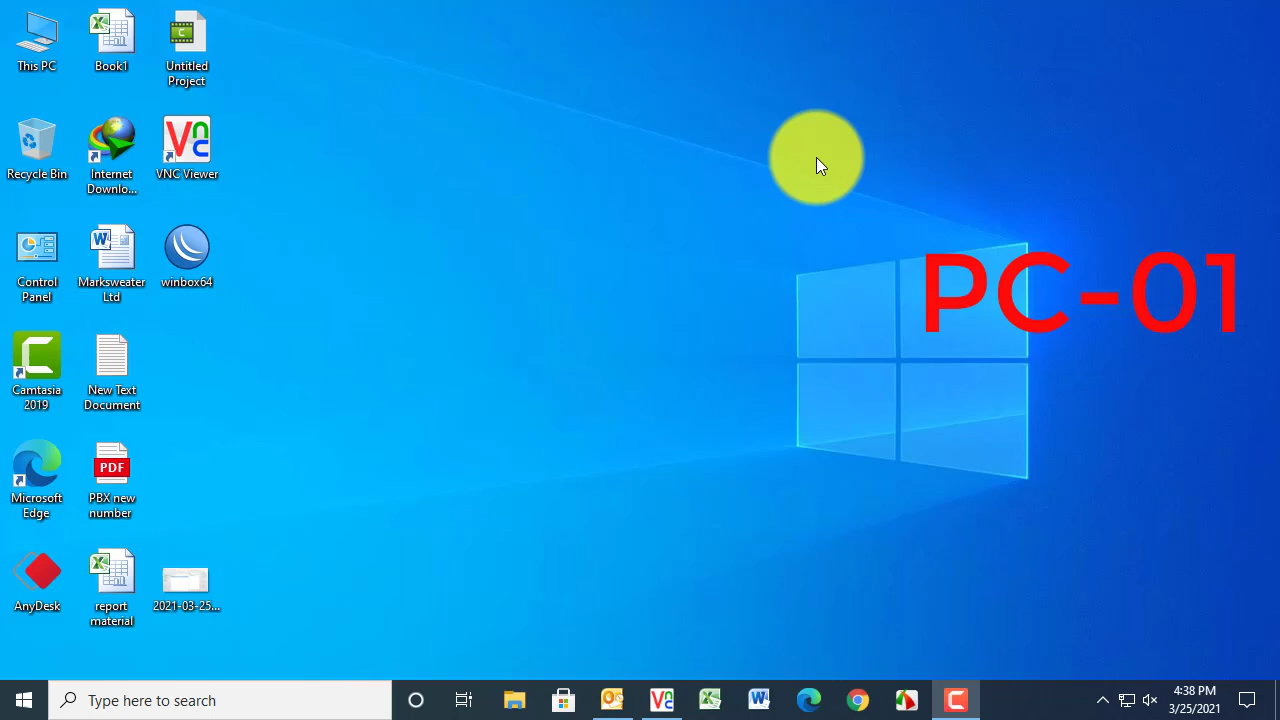 This PC
Book1
Untitled
Project
Recycle Bin
Internet
Downlo...
VNC Viewer
Control
Panel
Marksweater
Ltd
winbox64
Camtasia
2019
New Text
Document
Microsoft
Edge
PDF
PBX new
number
AnyDesk
report
material
2021-03-25...
PC-01
Type here to search
4:38 PM
3/25/2021